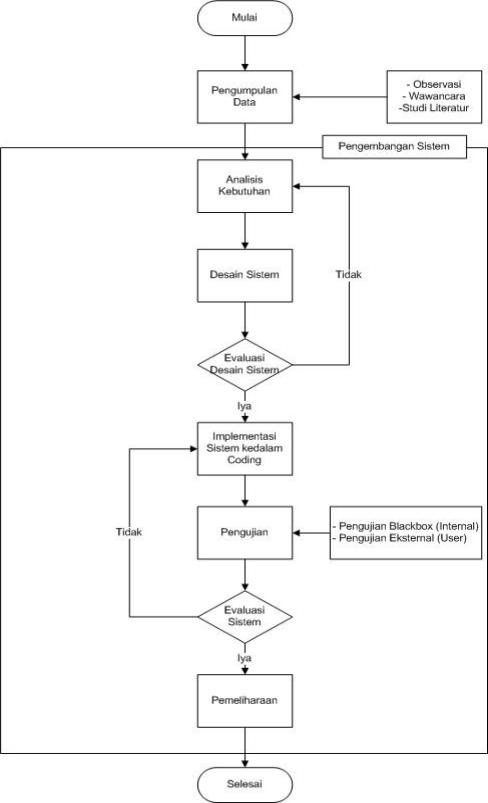 Mulai
Pengumpulan
Data
- Observasi
- Wawancara
-Studi Literatur
Pengembangan Sistem
Analisis
Kebutuhan
Desain Sistem
Tidak
Evaluasi
Desain Sistem
Iya
Implementasi
Sistem kedalam
Coding
Tidak
Pengujian
- Pengujian Blackbox (Internal)
- Pengujian Eksternal (User)
Evaluasi
Sistem
Iya
Pemeliharaan
Selesai